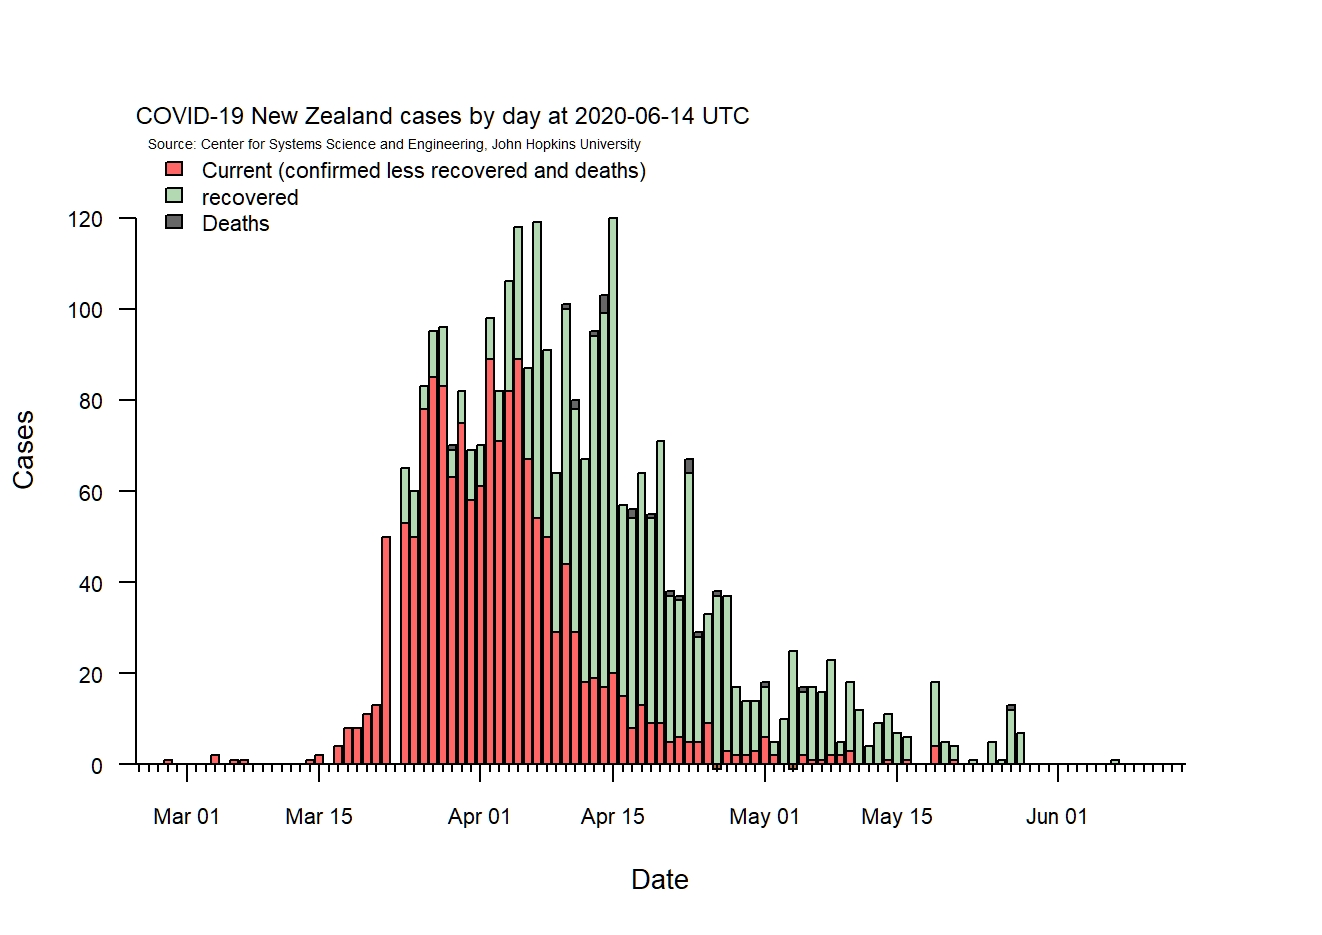 COVID-19 New Zealand cases by day at 2020-06-14 UTC
Source: Center for Systems Science and Engineering, John Hopkins University
Current (confirmed less recovered and deaths)
recovered
Deaths
120
100
80
60
40
20
0
Cases
Mar 01 Mar 15 Apr 01 Apr 15 May 01 May 15 Jun 01
Date